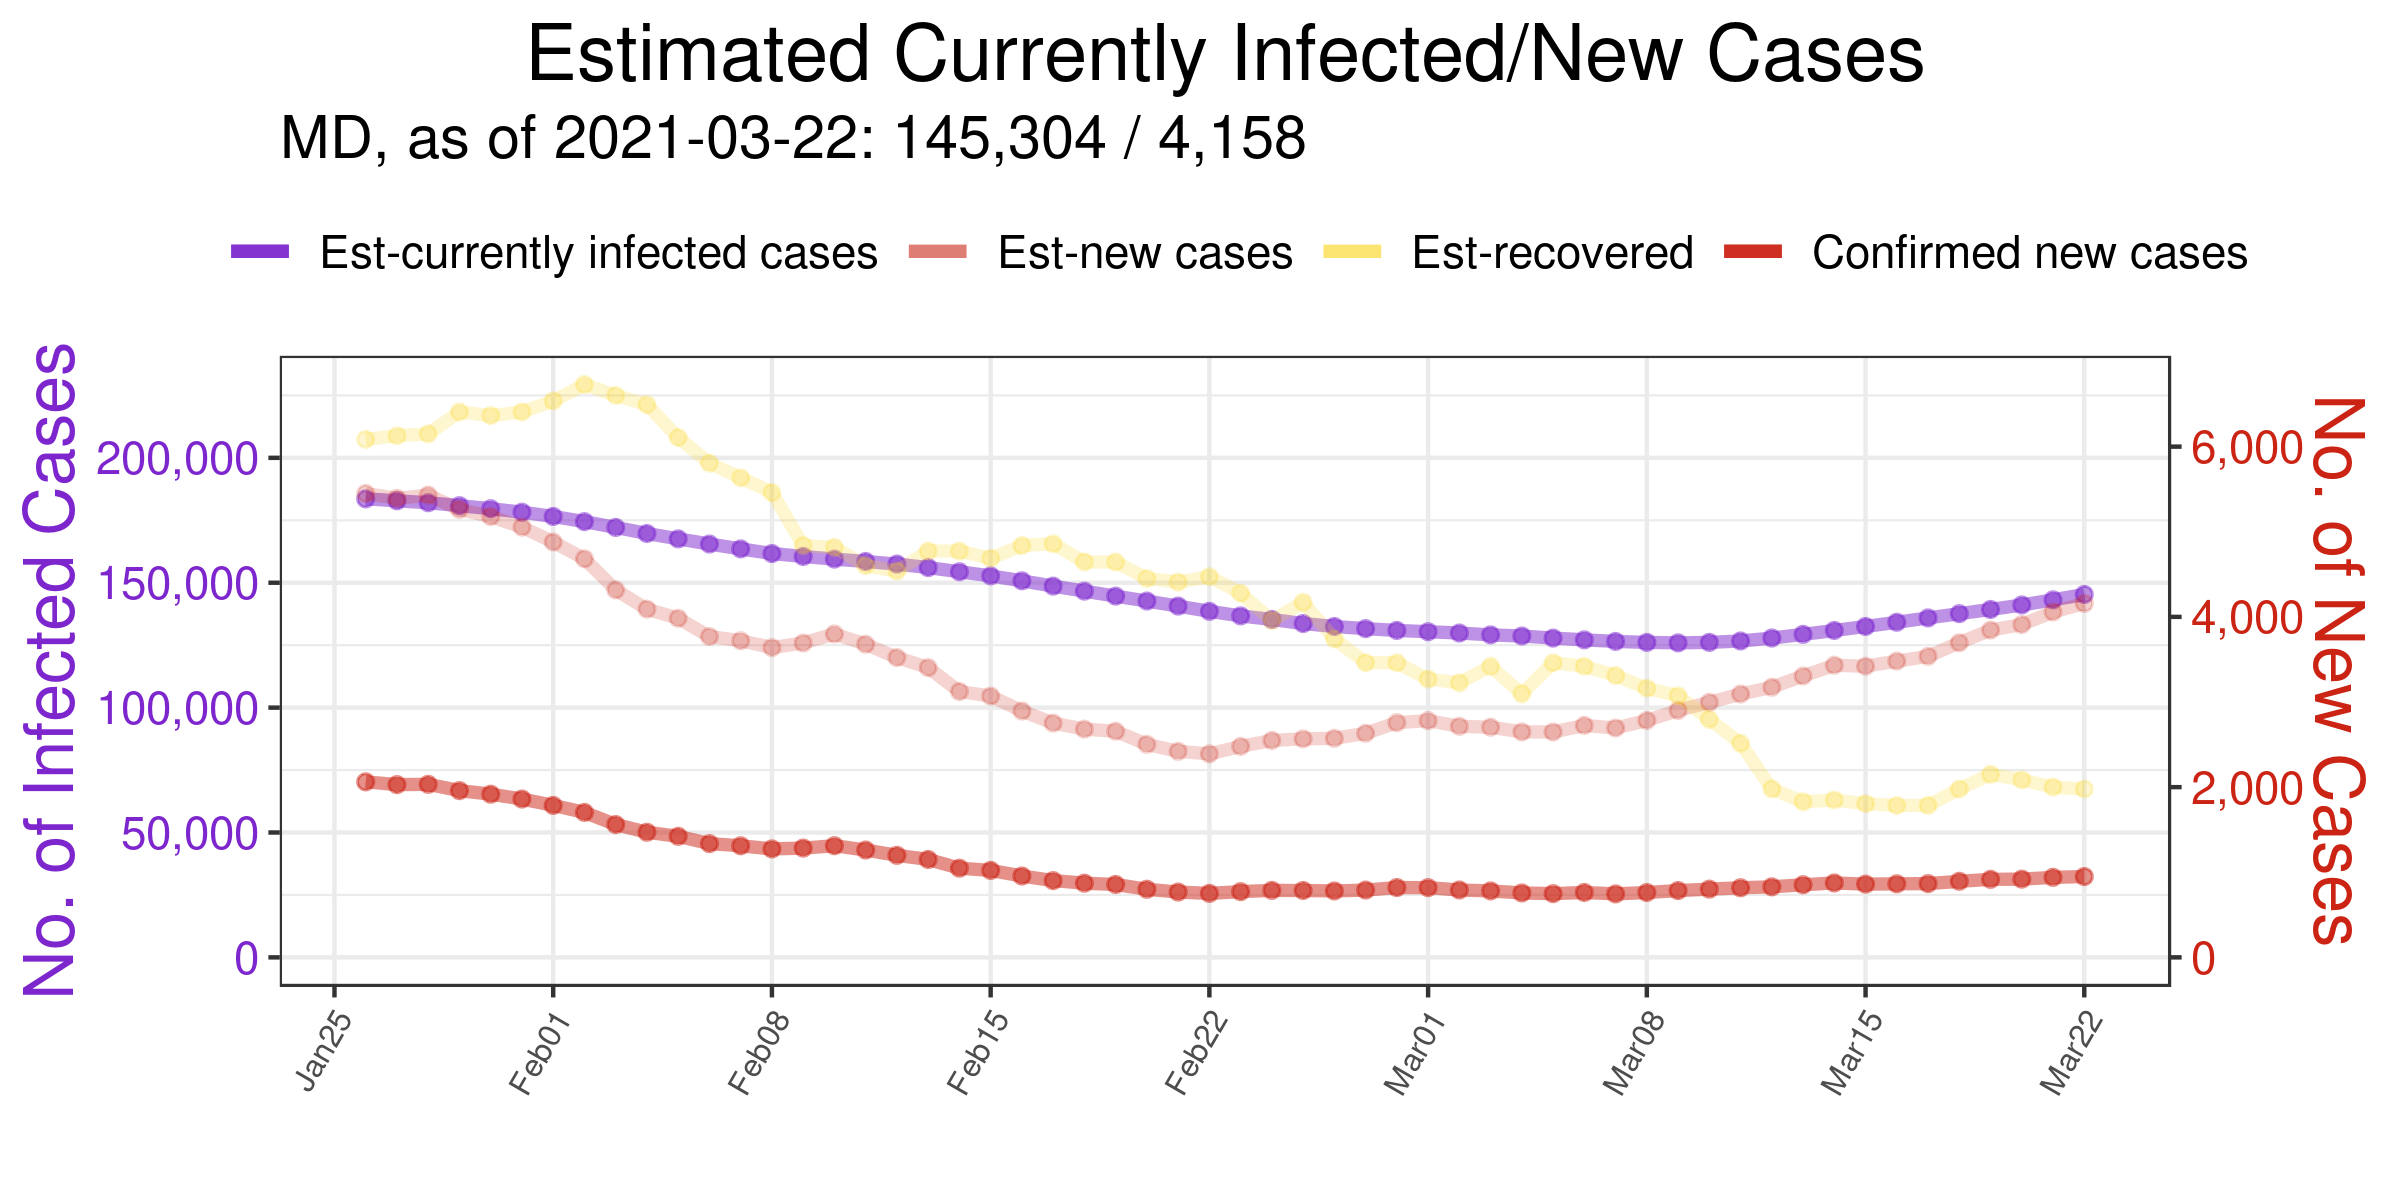 Estimated Currently Infected/New Cases
MD, as of 2021-03-22: 145,304 / 4,158
Est-currently infected cases Est-new cases Est-recovered Confirmed new cases
No. of Infected Cases
200,000
150,000
100,000
50,000
0
6,000
4,000
2,000
0
No. of New Cases
Jan25 Feb01 Feb08 Feb15 Feb22 Mar01 Mar08 Mar15 Mar22